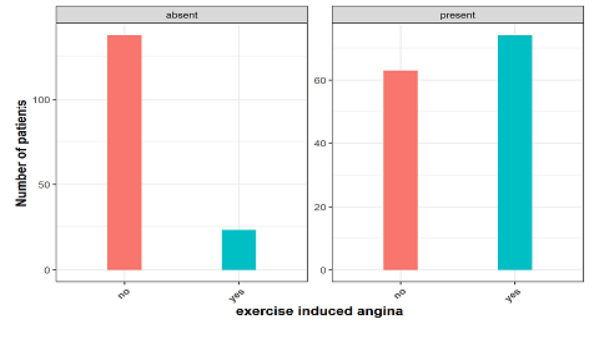 absent present
Number of patients
100
50
0
60
40
20
0
no yes no yes
exercise induced angina